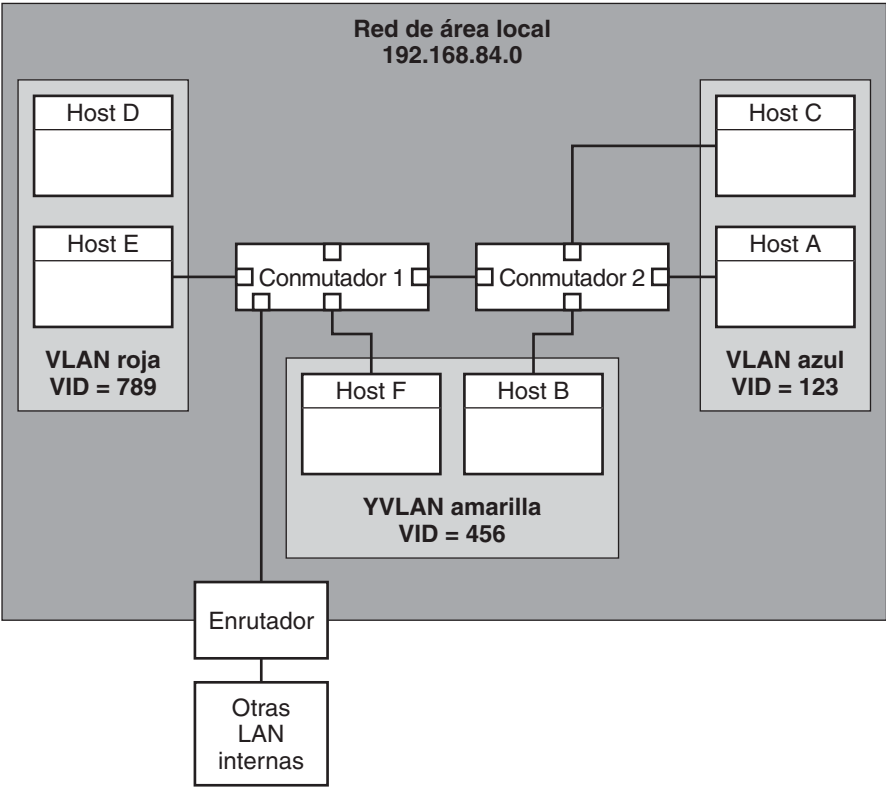 Red de área local
192.168.84.0
Host D
Host C
Host E
Host A
Conmutador 1
Conmutador 2
VLAN roja
VID = 789
VLAN azul
VID = 123
Host F
Host B
YVLAN amarilla
VID = 456
Enrutador
Otras
LAN
internas